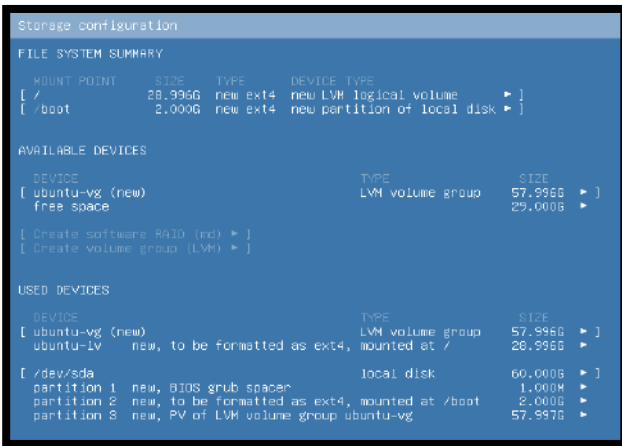 Storage configuration
FILE SYSTEM SUMMARY
MOUNT POINT SIZE TYPE DEVICE TYPE
[ / 28.996G new ext4 new LVM logical volume ► ]
[ /boot 2.000G new ext4 new partition of local disk ► ]
AVAILABLE DEVICES
DEVICE TYPE SIZE
[ ubuntu-vg (new) LVM volume group 57.996G ► ]
free space 29.000G ►
[ Create software RAID (md) ► ]
[ Create volume group (LVM) ► ]
USED DEVICES
DEVICE TYPE SIZE
[ ubuntu-vg (new) LVM volume group 57.996G ► ]
ubuntu-lv new, to be formatted as ext4, mounted at / 28.996G ►
[ /dev/sda local disk 60.000G ► ]
partition 1 new, BIOS grub spacer 1.000M ►
partition 2 new, to be formatted as ext4, mounted at /boot 2.000G ►
partition 3 new, PV of LVM volume group ubuntu-vg 57.997G ►